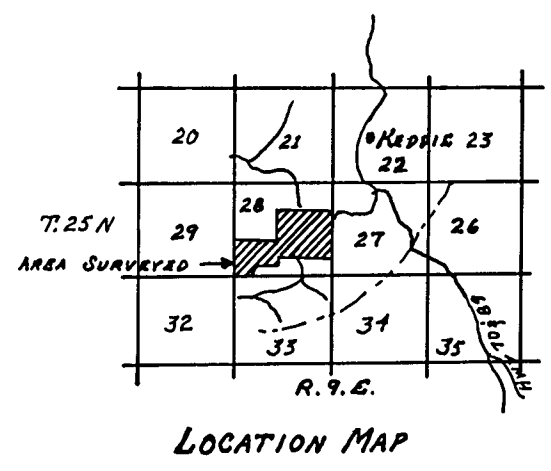 20 21 KEDDIE 23
22
28
T. 25 N 29 27 26
AREA SURVEYED
32 33 34 35
HWY 70 & 89
R. 9. E.
LOCATION MAP